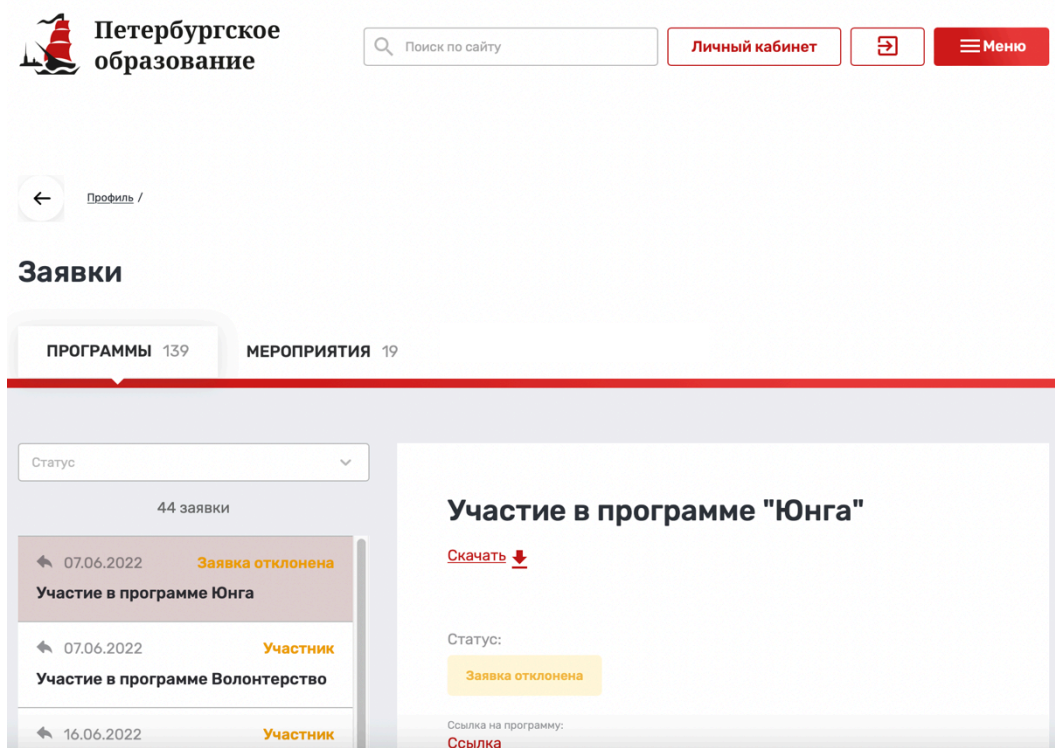 Петербургское
образование
Поиск по сайту
Личный кабинет
Меню
Профиль /
Заявки
ПРОГРАММЫ 139
МЕРОПРИЯТИЯ 19
Статус
44 заявки
07.06.2022 Заявка отклонена
Участие в программе Юнга
07.06.2022 Участник
Участие в программе Волонтерство
16.06.2022 Участник
Участие в программе "Юнга"
Скачать
Статус:
Заявка отклонена
Ссылка на программу:
Ссылка